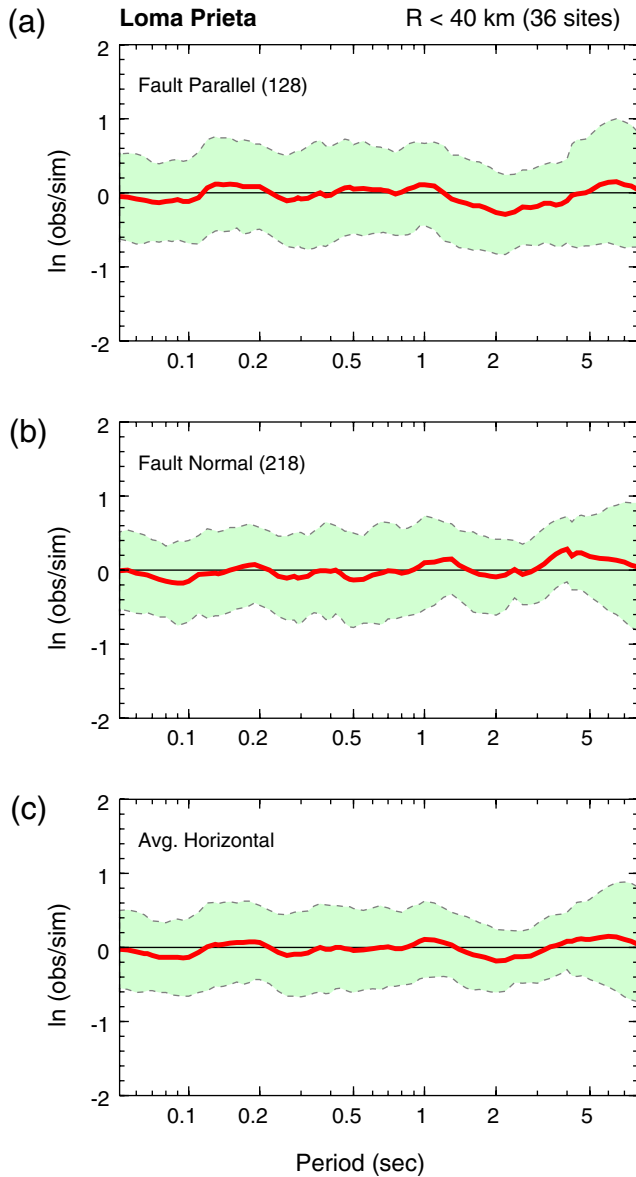 (a) Loma Prieta R < 40 km (36 sites)
2
Fault Parallel (128)
1
ln (obs/sim)
0
-1
-2
0.1 0.2 0.5 1 2 5
(b)
2
Fault Normal (218)
1
ln (obs/sim)
0
-1
-2
0.1 0.2 0.5 1 2 5
(c)
2
Avg. Horizontal
1
ln (obs/sim)
0
-1
-2
0.1 0.2 0.5 1 2 5
Period (sec)